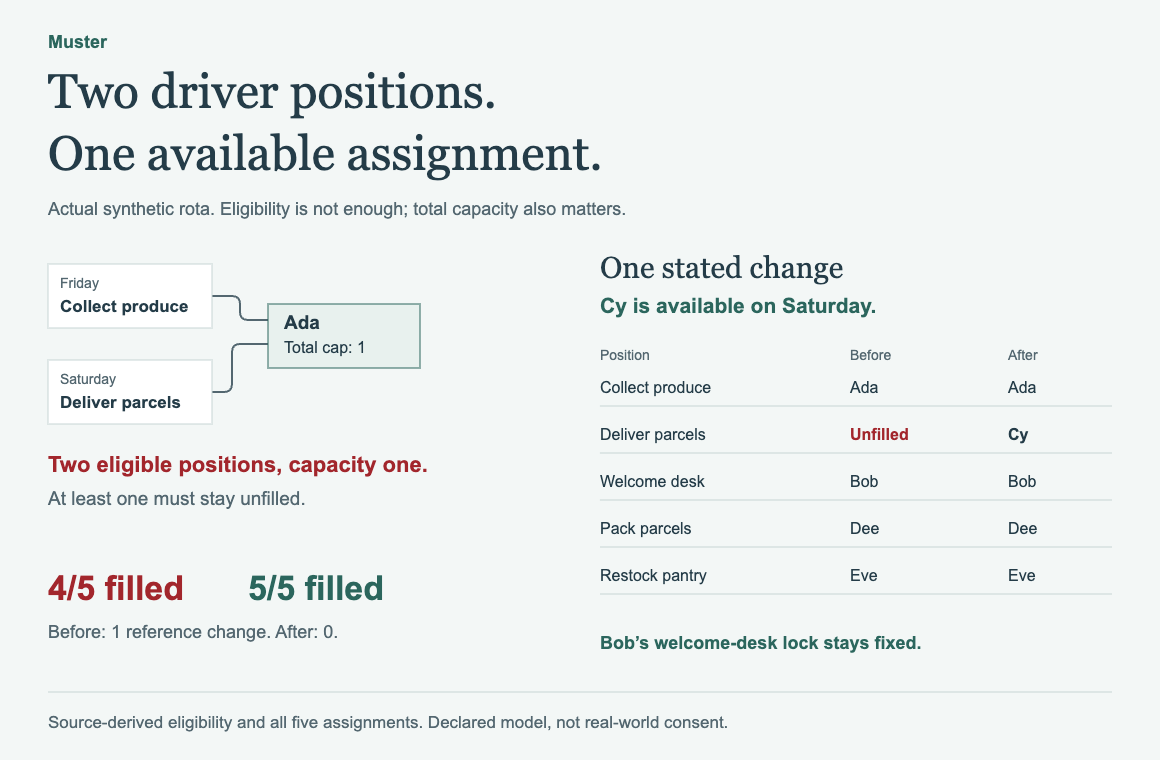 Muster
Two driver positions.
One available assignment.
Actual synthetic rota. Eligibility is not enough; total capacity also matters.
Friday
Collect produce
Saturday
Deliver parcels
Ada
Total cap: 1
Two eligible positions, capacity one.
At least one must stay unfilled.
4/5 filled 5/5 filled
Before: 1 reference change. After: 0.
One stated change
Cy is available on Saturday.
Position Before After
Collect produce Ada Ada
Deliver parcels Unfilled Cy
Welcome desk Bob Bob
Pack parcels Dee Dee
Restock pantry Eve Eve
Bob’s welcome-desk lock stays fixed.
Source-derived eligibility and all five assignments. Declared model, not real-world consent.